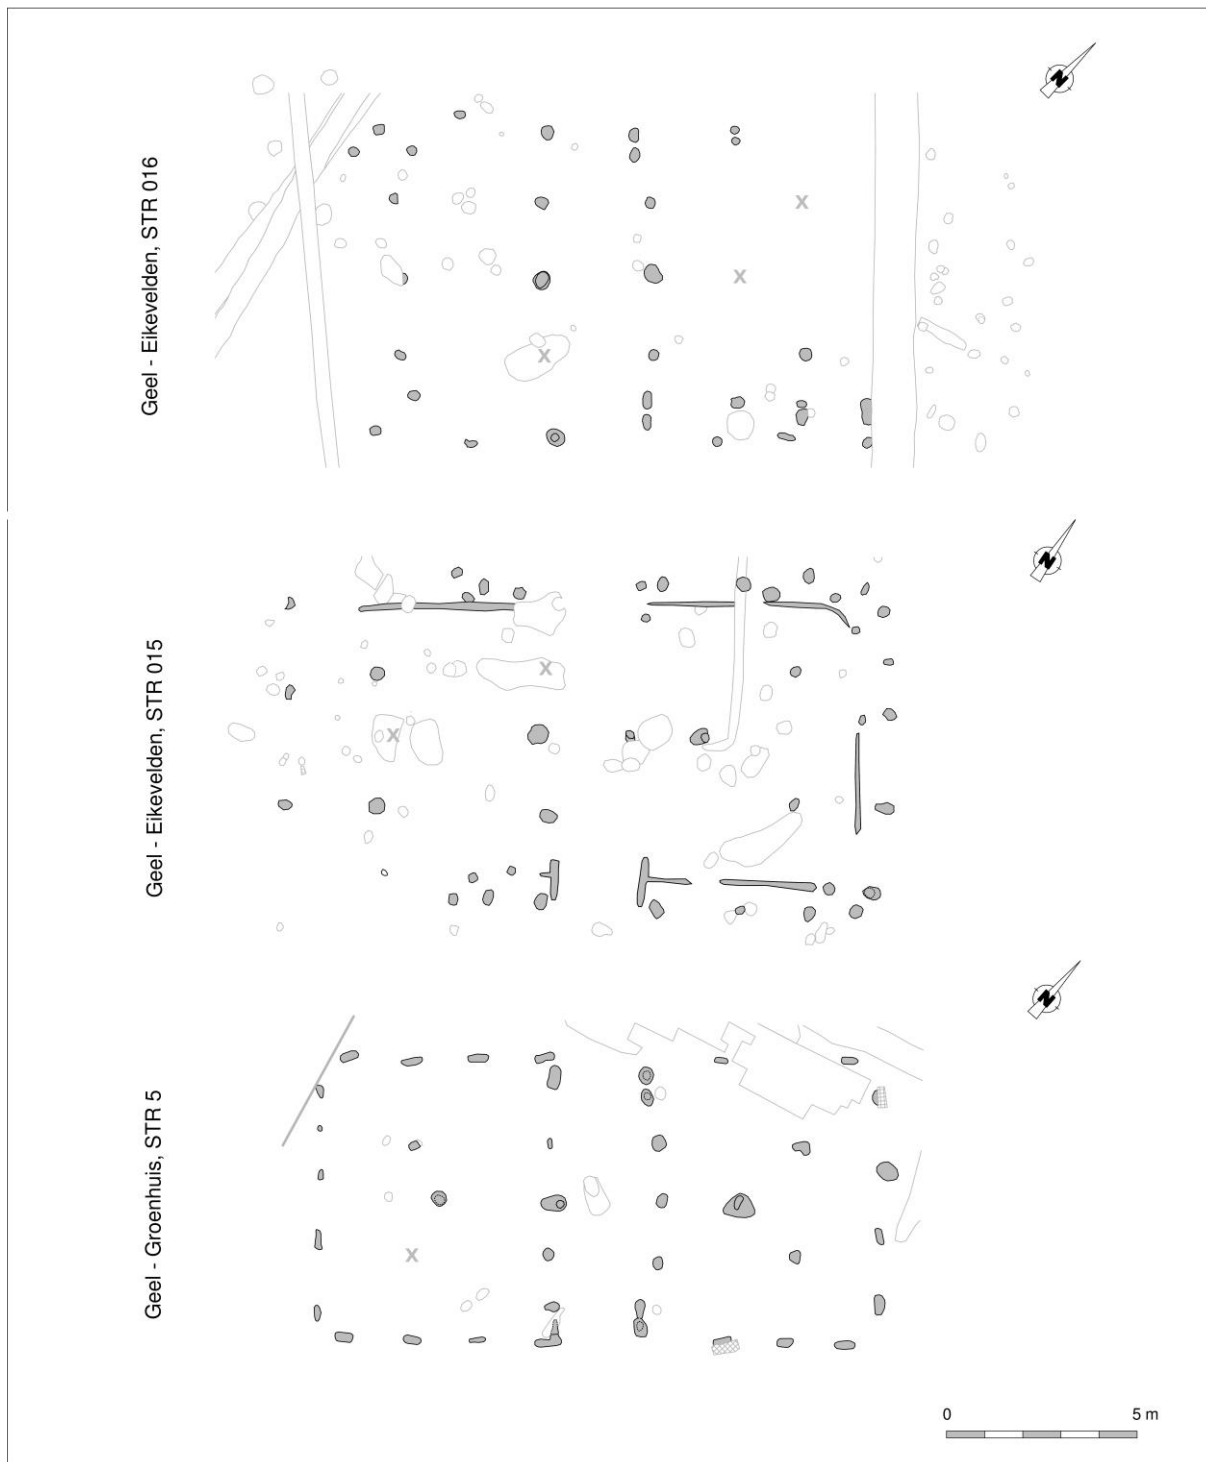 Geel - Eikevelden, STR 016
N
X
X
X
Geel - Eikevelden, STR 015
N
X
X
Geel - Groenhuis, STR 5
N
X
0 5 m